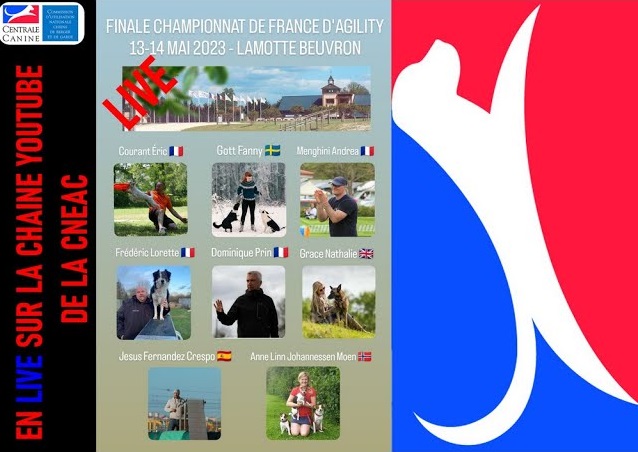 CENTRALE
CANINE
COMMISSION
D'UTILISATION
NATIONALE
CHIENS
DE BERGER
ET DE GARDE
EN LIVE SUR LA CHAINE YOUTUBE
DE LA CNEAC
FINALE CHAMPIONNAT DE FRANCE D'AGILITY
13-14 MAI 2023 - LAMOTTE BEUVRON
LIVE
Courant Éric
Gott Fanny
Menghini Andrea
Frédéric Lorette
Dominique Prin
Grace Nathalie
Jesus Fernandez Crespo
Anne Linn Johannessen Moen